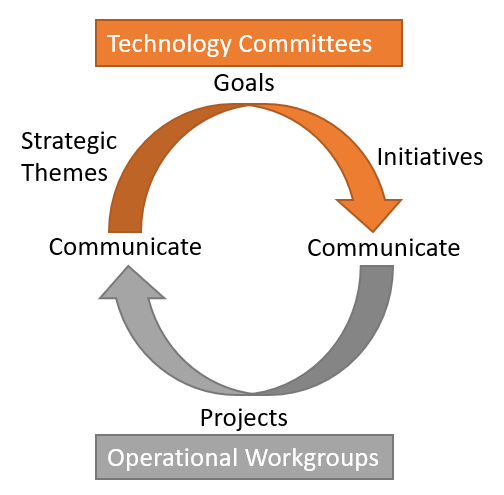 Technology Committees
Goals
Strategic
Themes
Initiatives
Communicate
Communicate
Projects
Operational Workgroups